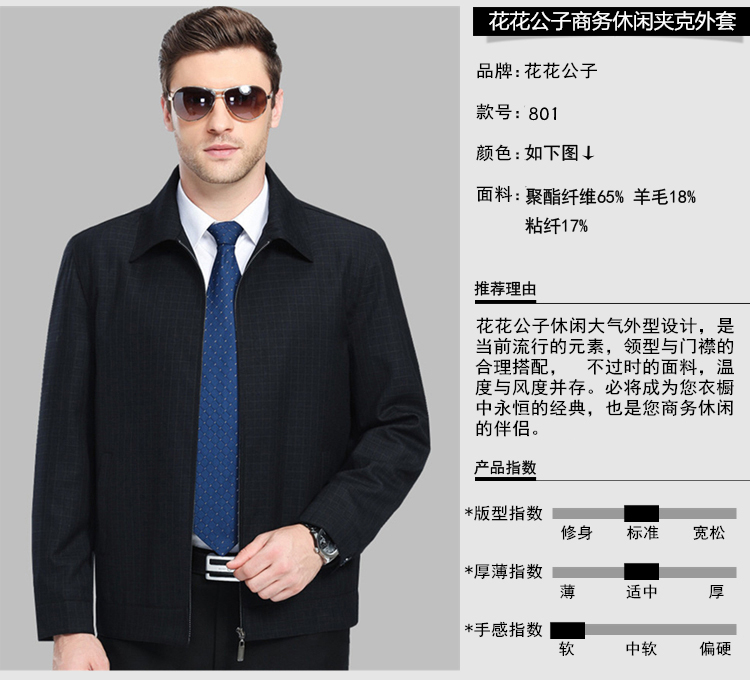 花花公子商务休闲夹克外套
品牌：花花公子
款号：801
颜色：如下图↓
面料：聚酯纤维65% 羊毛18%
粘纤17%
推荐理由
花花公子休闲大气外型设计，是
当前流行的元素，领型与门襟的
合理搭配，　不过时的面料，温
度与风度并存。必将成为您衣橱
中永恒的经典，也是您商务休闲
的伴侣。
产品指数
*版型指数
修身 标准 宽松
*厚薄指数
薄 适中 厚
*手感指数
软 中软 偏硬